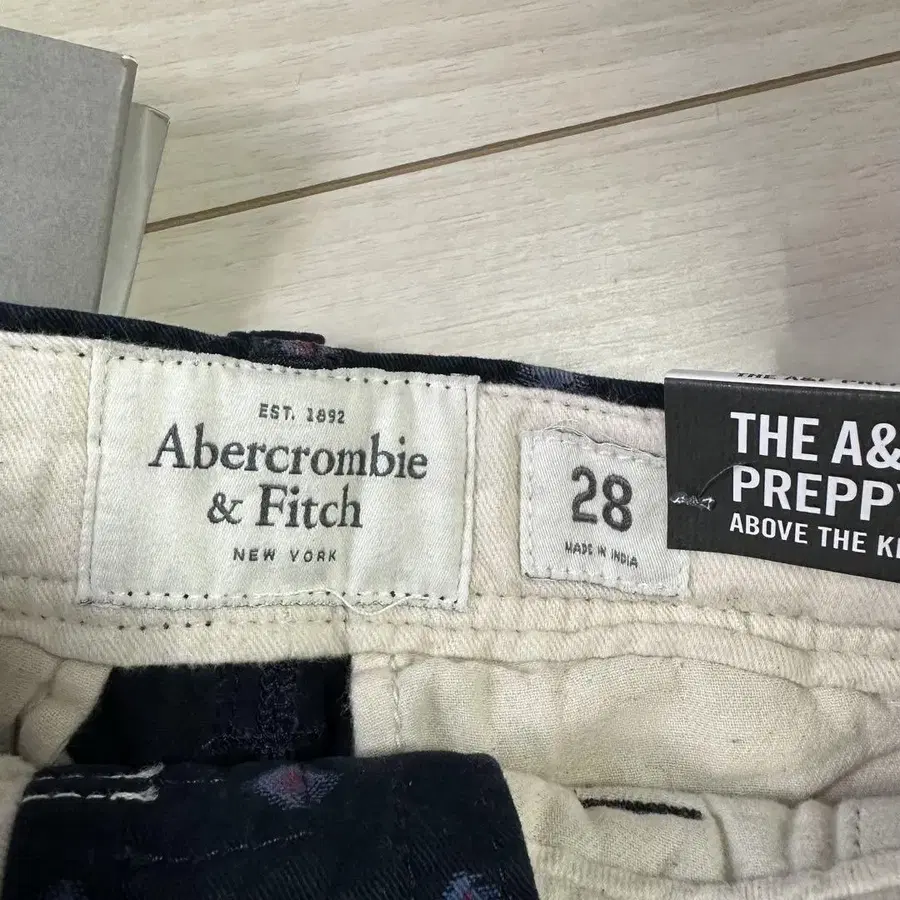 EST. 1892
Abercrombie
& Fitch
NEW YORK
28
MADE IN INDIA
THE A&
PREPPY
ABOVE THE K